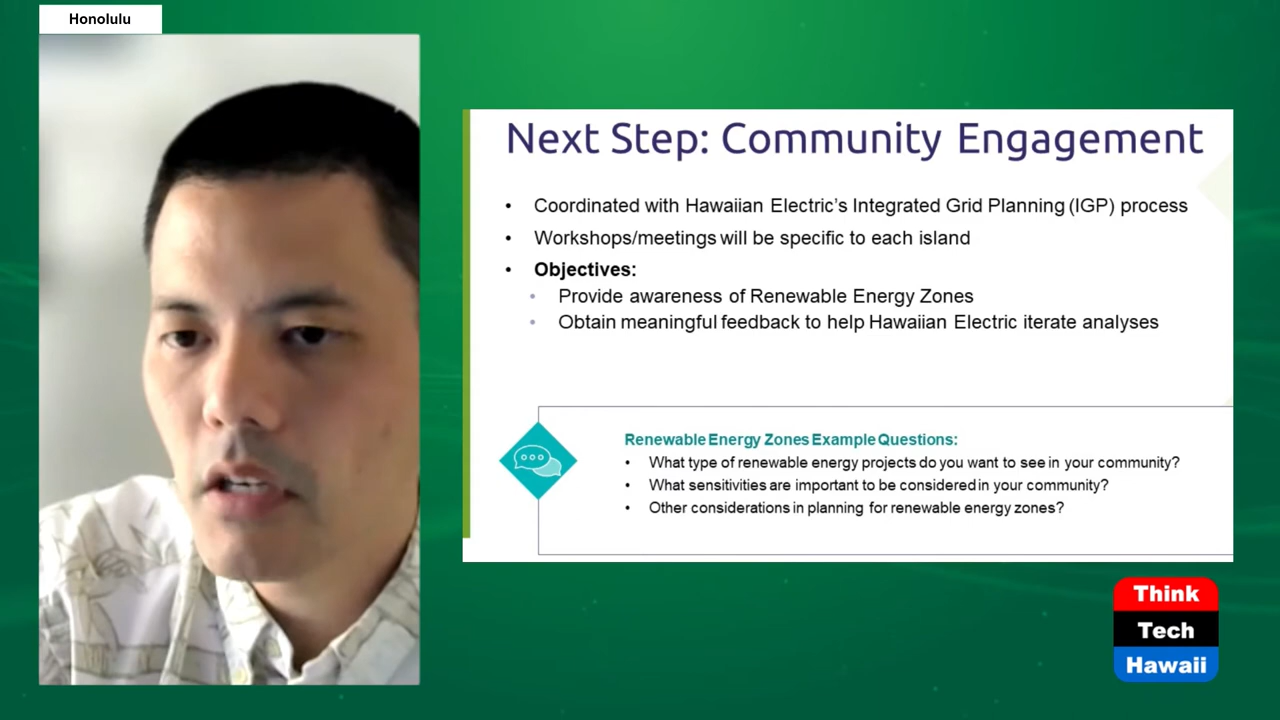 Honolulu
Next Step: Community Engagement
• Coordinated with Hawaiian Electric's Integrated Grid Planning (IGP) process
• Workshops/meetings will be specific to each island
• Objectives:
• Provide awareness of Renewable Energy Zones
• Obtain meaningful feedback to help Hawaiian Electric iterate analyses
Renewable Energy Zones Example Questions:
• What type of renewable energy projects do you want to see in your community?
• What sensitivities are important to be considered in your community?
• Other considerations in planning for renewable energy zones?
Think
Tech
Hawaii